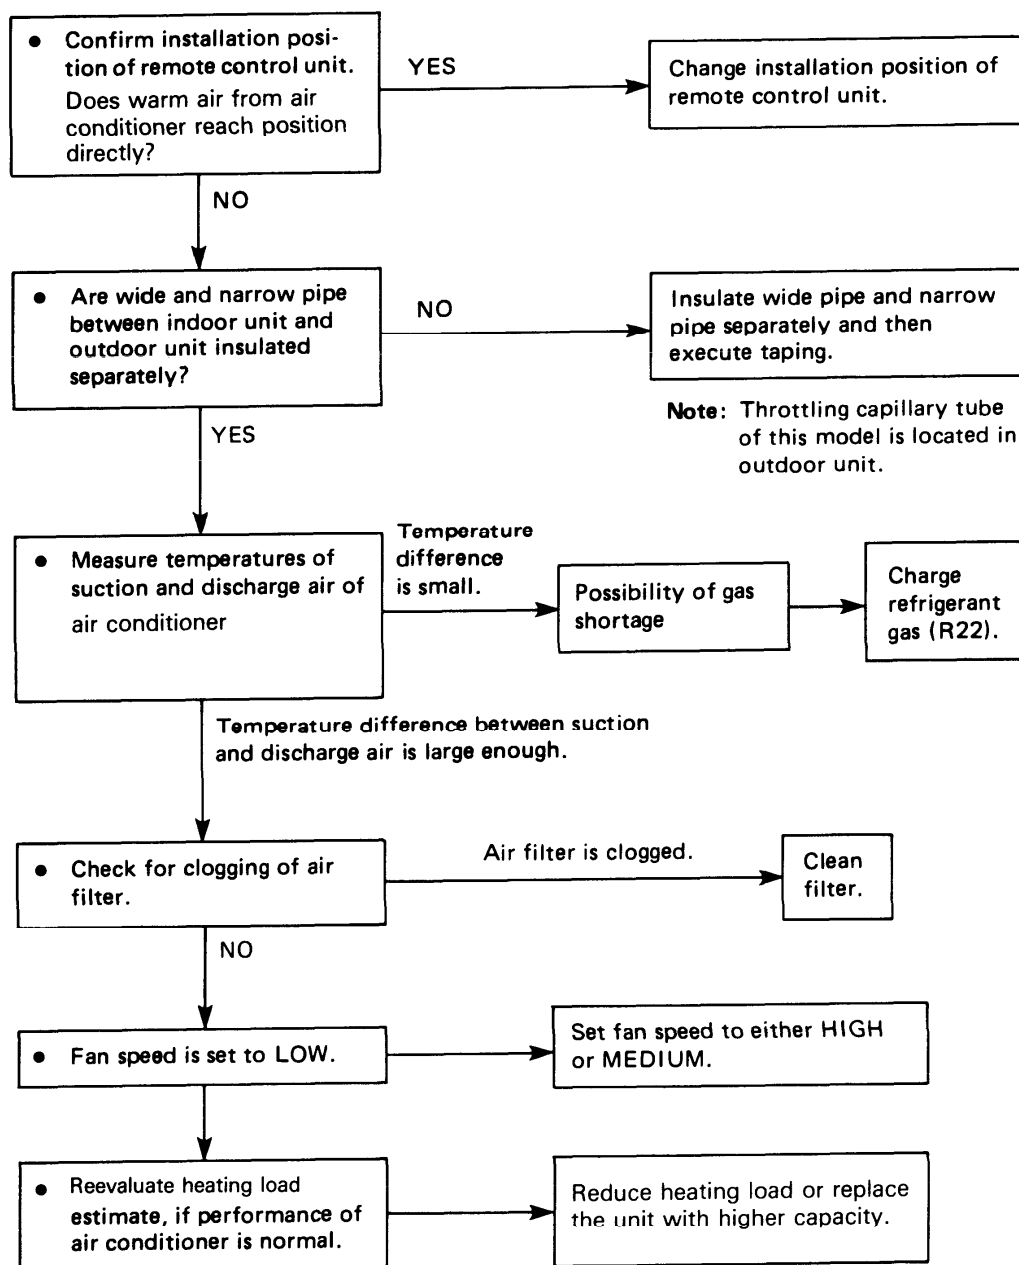 ● Confirm installation posi-
tion of remote control unit.
Does warm air from air
conditioner reach position
directly?
YES
Change installation position of
remote control unit.
NO
● Are wide and narrow pipe
between indoor unit and
outdoor unit insulated
separately?
NO
Insulate wide pipe and narrow
pipe separately and then
execute taping.
Note: Throttling capillary tube
of this model is located in
outdoor unit.
YES
● Measure temperatures of
suction and discharge air of
air conditioner
Temperature
difference
is small.
Possibility of gas
shortage
Charge
refrigerant
gas (R22).
Temperature difference between suction
and discharge air is large enough.
● Check for clogging of air
filter.
Air filter is clogged.
Clean
filter.
NO
● Fan speed is set to LOW.
Set fan speed to either HIGH
or MEDIUM.
● Reevaluate heating load
estimate, if performance of
air conditioner is normal.
Reduce heating load or replace
the unit with higher capacity.